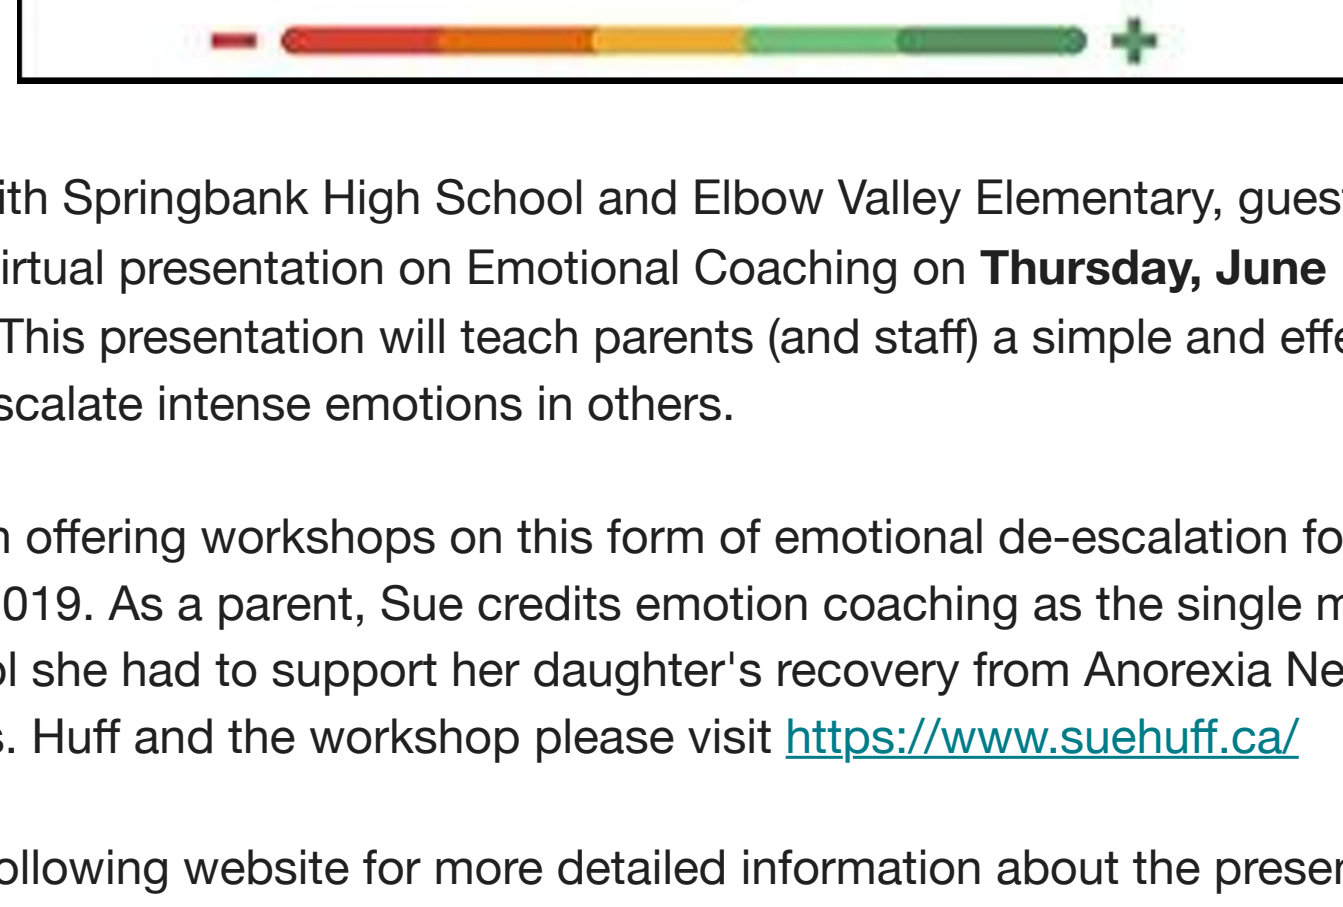 ith Springbank High School and Elbow Valley Elementary, guest
irtual presentation on Emotional Coaching on Thursday, June
This presentation will teach parents (and staff) a simple and effe
scalate intense emotions in others.
n offering workshops on this form of emotional de-escalation fo
019. As a parent, Sue credits emotion coaching as the single m
ol she had to support her daughter's recovery from Anorexia Ne
s. Huff and the workshop please visit https://www.suehuff.ca/
ollowing website for more detailed information about the presen